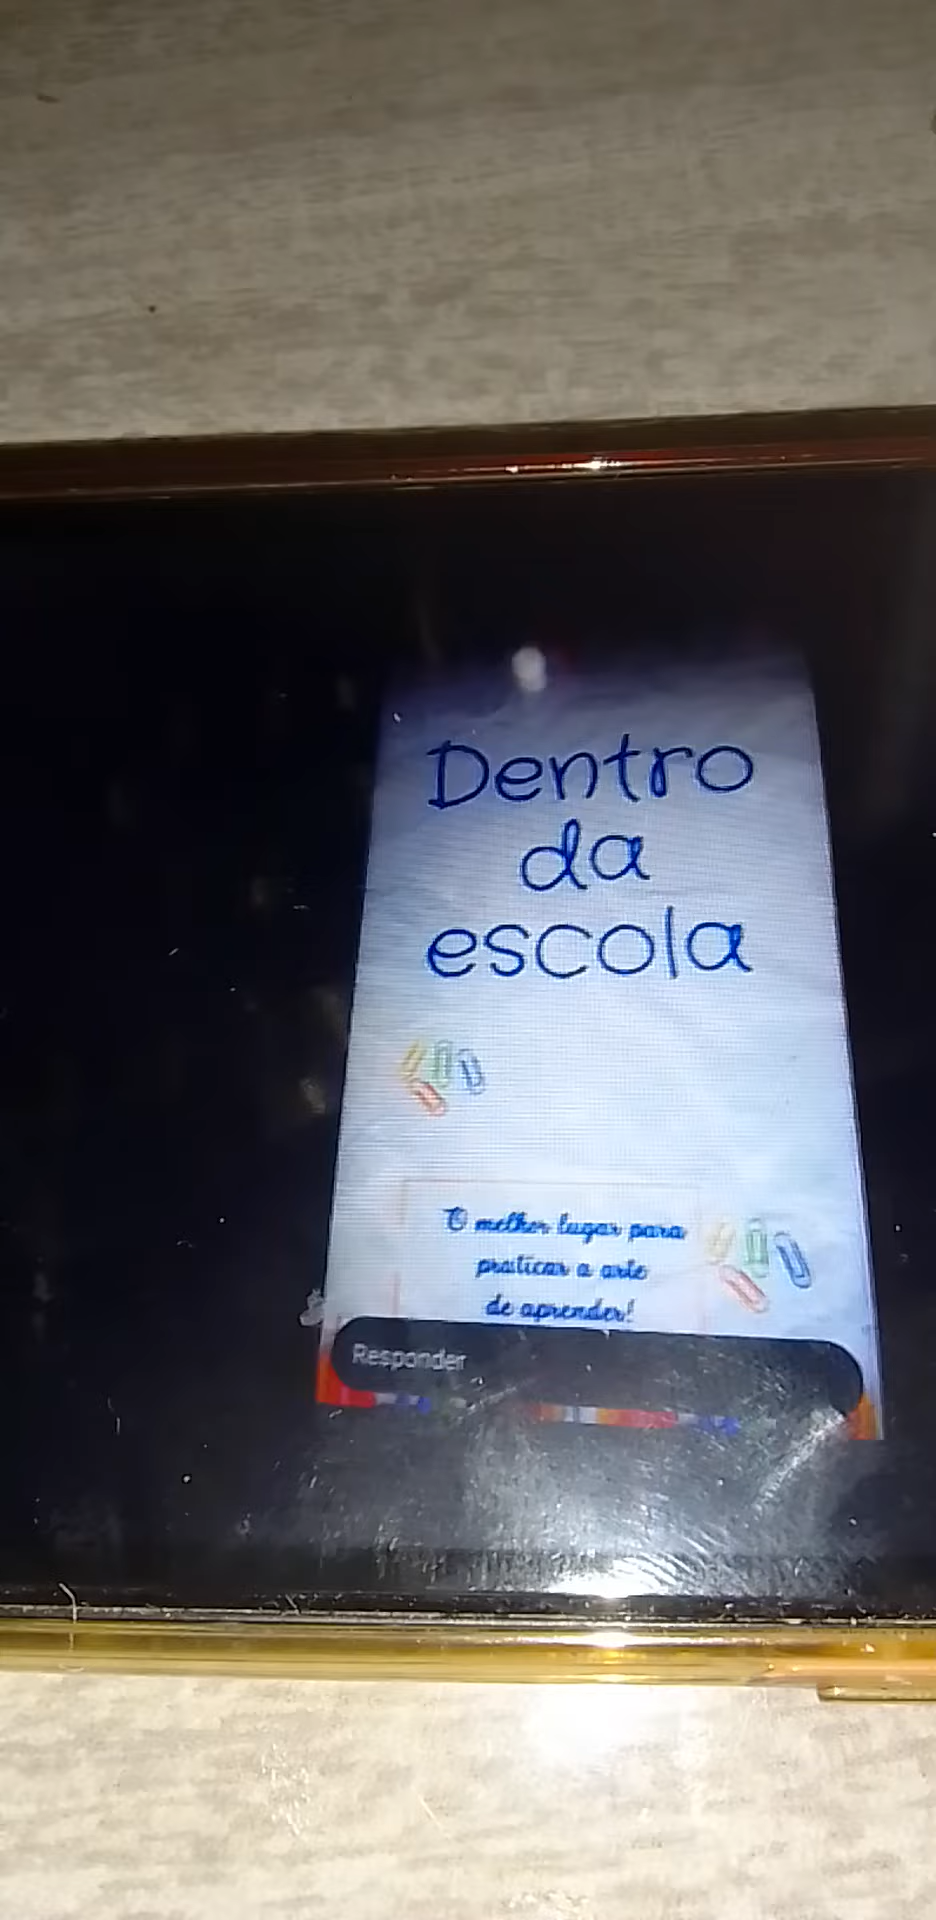 Dentro
da
escola
O melhor lugar para
praticar a arte
de aprender!
Responder